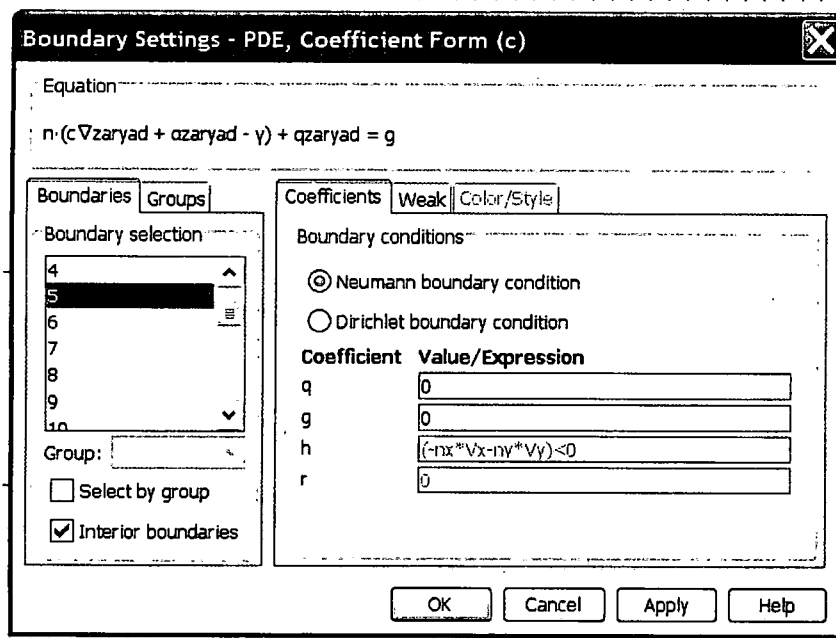 Boundary Settings - PDE, Coefficient Form (c)
Equation
n·(c∇zaryad + αzaryad - γ) + qzaryad = g
Boundaries Groups
Coefficients Weak Color/Style
Boundary selection
4
5
6
7
8
9
10
Group:
Select by group
Interior boundaries
Boundary conditions
Neumann boundary condition
Dirichlet boundary condition
Coefficient Value/Expression
q 0
g 0
h (-nx*Vx-ny*Vy)<0
r 0
OK Cancel Apply Help